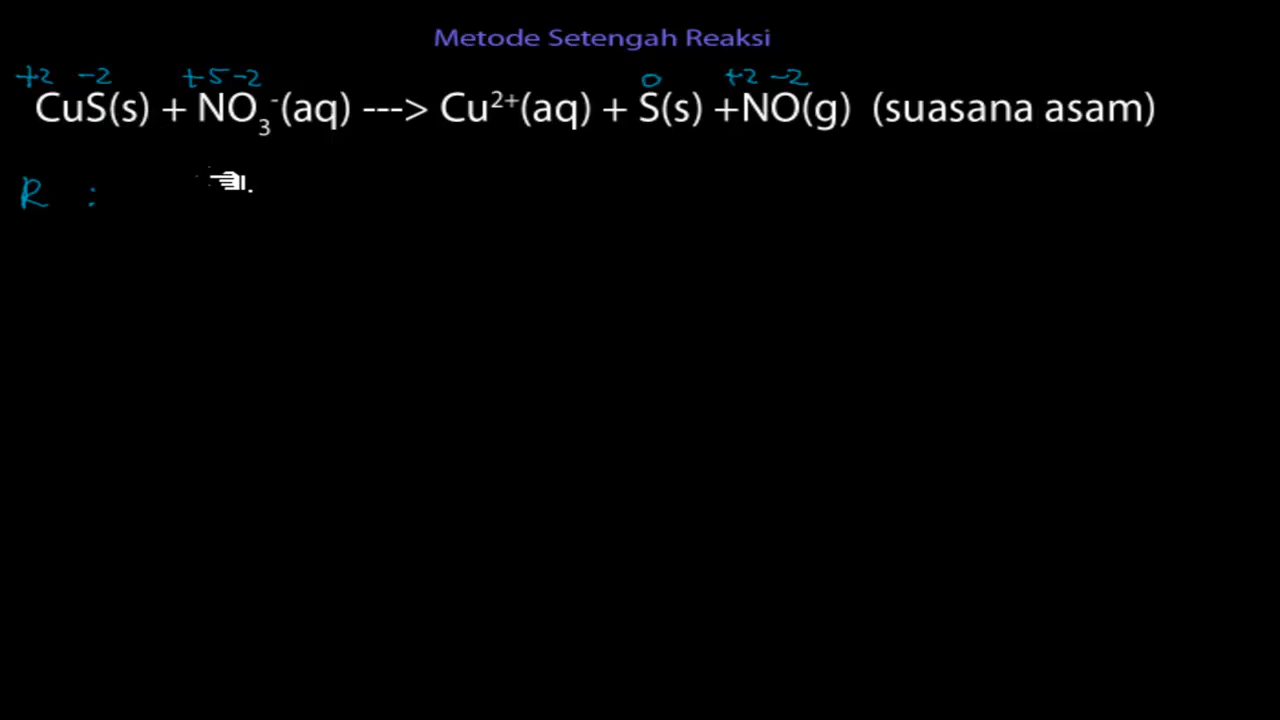 Metode Setengah Reaksi
+2 -2 +5 -2 0 +2 -2
CuS(s) + NO₃⁻(aq) ---> Cu²⁺(aq) + S(s) +NO(g) (suasana asam)
R :